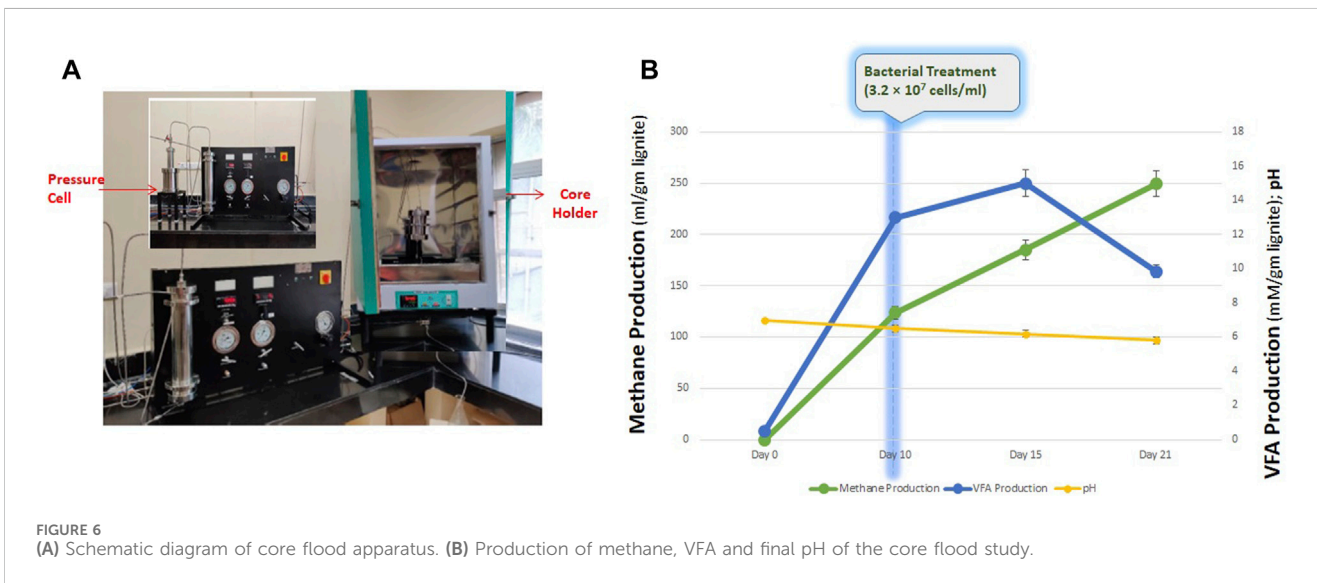 A
Pressure
Cell
Core
Holder
B
Bacterial Treatment
(3.2 × 10⁷ cells/ml)
Methane Production (ml/gm lignite)
300
250
200
150
100
50
0
18
16
14
12
10
8
6
4
2
0
VFA Production (mM/gm lignite); pH
Day 0 Day 10 Day 15 Day 21
Methane Production VFA Production pH
FIGURE 6
(A) Schematic diagram of core flood apparatus. (B) Production of methane, VFA and final pH of the core flood study.